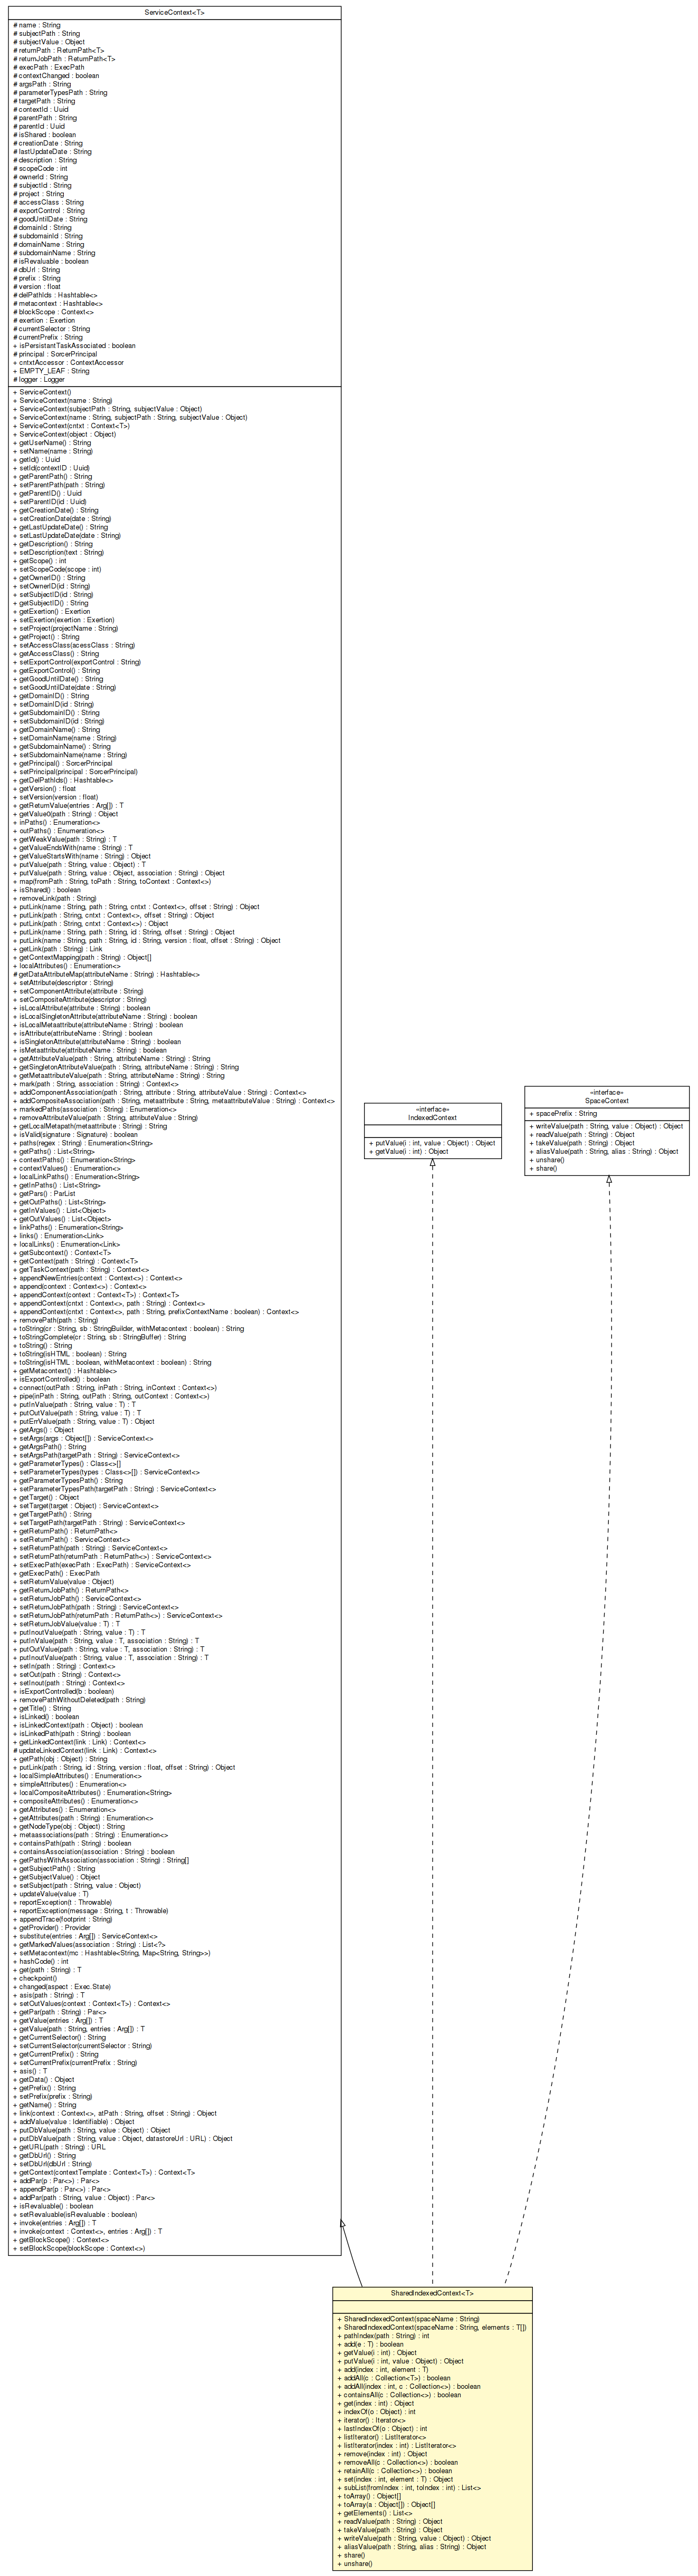 ServiceContext<T>
# name : String
# subjectPath : String
# subjectValue : Object
# returnPath : ReturnPath<T>
# returnJobPath : ReturnPath<T>
# execPath : ExecPath
# contextChanged : boolean
# argsPath : String
# parameterTypesPath : String
# targetPath : String
# contextId : Uuid
# parentPath : String
# parentId : Uuid
# isShared : boolean
# creationDate : String
# lastUpdateDate : String
# description : String
# scopeCode : int
# ownerId : String
# subjectId : String
# project : String
# accessClass : String
# exportControl : String
# goodUntilDate : String
# domainId : String
# subdomainId : String
# domainName : String
# subdomainName : String
# isRevaluable : boolean
# dbUrl : String
# prefix : String
# version : float
# delPathIds : Hashtable<>
# metacontext : Hashtable<>
# blockScope : Context<>
# exertion : Exertion
# currentSelector : String
# currentPrefix : String
+ isPersistantTaskAssociated : boolean
# principal : SorcerPrincipal
+ cntxtAccessor : ContextAccessor
+ EMPTY_LEAF : String
# logger : Logger
+ ServiceContext()
+ ServiceContext(name : String)
+ ServiceContext(subjectPath : String, subjectValue : Object)
+ ServiceContext(name : String, subjectPath : String, subjectValue : Object)
+ ServiceContext(cntxt : Context<T>)
+ ServiceContext(object : Object)
+ getUserName() : String
+ setName(name : String)
+ getId() : Uuid
+ setId(contextID : Uuid)
+ getParentPath() : String
+ setParentPath(path : String)
+ getParentID() : Uuid
+ setParentID(id : Uuid)
+ getCreationDate() : String
+ setCreationDate(date : String)
+ getLastUpdateDate() : String
+ setLastUpdateDate(date : String)
+ getDescription() : String
+ setDescription(text : String)
+ getScope() : int
+ setScopeCode(scope : int)
+ getOwnerID() : String
+ setOwnerID(id : String)
+ setSubjectID(id : String)
+ getSubjectID() : String
+ getExertion() : Exertion
+ setExertion(exertion : Exertion)
+ setProject(projectName : String)
+ getProject() : String
+ setAccessClass(acessClass : String)
+ getAccessClass() : String
+ setExportControl(exportControl : String)
+ getExportControl() : String
+ getGoodUntilDate() : String
+ setGoodUntilDate(date : String)
+ getDomainID() : String
+ setDomainID(id : String)
+ getSubdomainID() : String
+ setSubdomainID(id : String)
+ getDomainName() : String
+ setDomainName(name : String)
+ getSubdomainName() : String
+ setSubdomainName(name : String)
+ getPrincipal() : SorcerPrincipal
+ setPrincipal(principal : SorcerPrincipal)
+ getDelPathIds() : Hashtable<>
+ getVersion() : float
+ setVersion(version : float)
+ getReturnValue(entries : Arg[]) : T
+ getValue0(path : String) : Object
+ inPaths() : Enumeration<>
+ outPaths() : Enumeration<>
+ getWeakValue(path : String) : T
+ getValueEndsWith(name : String) : T
+ getValueStartsWith(name : String) : Object
+ putValue(path : String, value : Object) : T
+ putValue(path : String, value : Object, association : String) : Object
+ map(fromPath : String, toPath : String, toContext : Context<>)
+ isShared() : boolean
+ removeLink(path : String)
+ putLink(name : String, path : String, cntxt : Context<>, offset : String) : Object
+ putLink(path : String, cntxt : Context<>, offset : String) : Object
+ putLink(path : String, cntxt : Context<>) : Object
+ putLink(name : String, path : String, id : String, offset : String) : Object
+ putLink(name : String, path : String, id : String, version : float, offset : String) : Object
+ getLink(path : String) : Link
+ getContextMapping(path : String) : Object[]
+ localAttributes() : Enumeration<>
# getDataAttributeMap(attributeName : String) : Hashtable<>
+ setAttribute(descriptor : String)
+ setComponentAttribute(attribute : String)
+ setCompositeAttribute(descriptor : String)
+ isLocalAttribute(attribute : String) : boolean
+ isLocalSingletonAttribute(attributeName : String) : boolean
+ isLocalMetaattribute(attributeName : String) : boolean
+ isAttribute(attributeName : String) : boolean
+ isSingletonAttribute(attributeName : String) : boolean
+ isMetaattribute(attributeName : String) : boolean
+ getAttributeValue(path : String, attributeName : String) : String
+ getSingletonAttributeValue(path : String, attributeName : String) : String
+ getMetaattributeValue(path : String, attributeName : String) : String
+ mark(path : String, association : String) : Context<>
+ addComponentAssociation(path : String, attribute : String, attributeValue : String) : Context<>
+ addCompositeAssociation(path : String, metaattribute : String, metaattributeValue : String) : Context<>
+ markedPaths(association : String) : Enumeration<>
+ removeAttributeValue(path : String, attributeValue : String)
+ getLocalMetapath(metaattribute : String) : String
+ isValid(signature : Signature) : boolean
+ paths(regex : String) : Enumeration<String>
+ getPaths() : List<String>
+ contextPaths() : Enumeration<String>
+ contextValues() : Enumeration<>
+ localLinkPaths() : Enumeration<String>
+ getInPaths() : List<String>
+ getPars() : ParList
+ getOutPaths() : List<String>
+ getInValues() : List<Object>
+ getOutValues() : List<Object>
+ linkPaths() : Enumeration<String>
+ links() : Enumeration<Link>
+ localLinks() : Enumeration<Link>
+ getSubcontext() : Context<T>
+ getContext(path : String) : Context<T>
+ getTaskContext(path : String) : Context<>
+ appendNewEntries(context : Context<>) : Context<>
+ append(context : Context<>) : Context<>
+ appendContext(context : Context<T>) : Context<T>
+ appendContext(cntxt : Context<>, path : String) : Context<>
+ appendContext(cntxt : Context<>, path : String, prefixContextName : boolean) : Context<>
+ removePath(path : String)
+ toString(cr : String, sb : StringBuilder, withMetacontext : boolean) : String
+ toStringComplete(cr : String, sb : StringBuffer) : String
+ toString() : String
+ toString(isHTML : boolean) : String
+ toString(isHTML : boolean, withMetacontext : boolean) : String
+ getMetacontext() : Hashtable<>
+ isExportControlled() : boolean
+ connect(outPath : String, inPath : String, inContext : Context<>)
+ pipe(inPath : String, outPath : String, outContext : Context<>)
+ putInValue(path : String, value : T) : T
+ putOutValue(path : String, value : T) : T
+ putErrValue(path : String, value : T) : Object
+ getArgs() : Object
+ setArgs(args : Object[]) : ServiceContext<>
+ getArgsPath() : String
+ setArgsPath(targetPath : String) : ServiceContext<>
+ getParameterTypes() : Class<>[]
+ setParameterTypes(types : Class<>[]) : ServiceContext<>
+ getParameterTypesPath() : String
+ setParameterTypesPath(targetPath : String) : ServiceContext<>
+ getTarget() : Object
+ setTarget(target : Object) : ServiceContext<>
+ getTargetPath() : String
+ setTargetPath(targetPath : String) : ServiceContext<>
+ getReturnPath() : ReturnPath<>
+ setReturnPath() : ServiceContext<>
+ setReturnPath(path : String) : ServiceContext<>
+ setReturnPath(returnPath : ReturnPath<>) : ServiceContext<>
+ setExecPath(execPath : ExecPath) : ServiceContext<>
+ getExecPath() : ExecPath
+ setReturnValue(value : Object)
+ getReturnJobPath() : ReturnPath<>
+ setReturnJobPath() : ServiceContext<>
+ setReturnJobPath(path : String) : ServiceContext<>
+ setReturnJobPath(returnPath : ReturnPath<>) : ServiceContext<>
+ setReturnJobValue(value : T) : T
+ putInoutValue(path : String, value : T) : T
+ putInValue(path : String, value : T, association : String) : T
+ putOutValue(path : String, value : T, association : String) : T
+ putInoutValue(path : String, value : T, association : String) : T
+ setIn(path : String) : Context<>
+ setOut(path : String) : Context<>
+ setInout(path : String) : Context<>
+ isExportControlled(b : boolean)
+ removePathWithoutDeleted(path : String)
+ getTitle() : String
+ isLinked() : boolean
+ isLinkedContext(path : Object) : boolean
+ isLinkedPath(path : String) : boolean
+ getLinkedContext(link : Link) : Context<>
# updateLinkedContext(link : Link) : Context<>
+ getPath(obj : Object) : String
+ putLink(path : String, id : String, version : float, offset : String) : Object
+ localSimpleAttributes() : Enumeration<>
+ simpleAttributes() : Enumeration<>
+ localCompositeAttributes() : Enumeration<String>
+ compositeAttributes() : Enumeration<>
+ getAttributes() : Enumeration<>
+ getAttributes(path : String) : Enumeration<>
+ getNodeType(obj : Object) : String
+ metaassociations(path : String) : Enumeration<>
+ containsPath(path : String) : boolean
+ containsAssociation(association : String) : boolean
+ getPathsWithAssociation(association : String) : String[]
+ getSubjectPath() : String
+ getSubjectValue() : Object
+ setSubject(path : String, value : Object)
+ updateValue(value : T)
+ reportException(t : Throwable)
+ reportException(message : String, t : Throwable)
+ appendTrace(footprint : String)
+ getProvider() : Provider
+ substitute(entries : Arg[]) : ServiceContext<>
+ getMarkedValues(association : String) : List<?>
+ setMetacontext(mc : Hashtable<String, Map<String, String>>)
+ hashCode() : int
+ get(path : String) : T
+ checkpoint()
+ changed(aspect : Exec.State)
+ asis(path : String) : T
+ setOutValues(context : Context<T>) : Context<>
+ getPar(path : String) : Par<>
+ getValue(entries : Arg[]) : T
+ getValue(path : String, entries : Arg[]) : T
+ getCurrentSelector() : String
+ setCurrentSelector(currentSelector : String)
+ getCurrentPrefix() : String
+ setCurrentPrefix(currentPrefix : String)
+ asis() : T
+ getData() : Object
+ getPrefix() : String
+ setPrefix(prefix : String)
+ getName() : String
+ link(context : Context<>, atPath : String, offset : String) : Object
+ addValue(value : Identifiable) : Object
+ putDbValue(path : String, value : Object) : Object
+ putDbValue(path : String, value : Object, datastoreUrl : URL) : Object
+ getURL(path : String) : URL
+ getDbUrl() : String
+ setDbUrl(dbUrl : String)
+ getContext(contextTemplate : Context<T>) : Context<T>
+ addPar(p : Par<>) : Par<>
+ appendPar(p : Par<>) : Par<>
+ addPar(path : String, value : Object) : Par<>
+ isRevaluable() : boolean
+ setRevaluable(isRevaluable : boolean)
+ invoke(entries : Arg[]) : T
+ invoke(context : Context<>, entries : Arg[]) : T
+ getBlockScope() : Context<>
+ setBlockScope(blockScope : Context<>)
«interface»
IndexedContext
+ putValue(i : int, value : Object) : Object
+ getValue(i : int) : Object
«interface»
SpaceContext
+ spacePrefix : String
+ writeValue(path : String, value : Object) : Object
+ readValue(path : String) : Object
+ takeValue(path : String) : Object
+ aliasValue(path : String, alias : String) : Object
+ unshare()
+ share()
SharedIndexedContext<T>
+ SharedIndexedContext(spaceName : String)
+ SharedIndexedContext(spaceName : String, elements : T[])
+ pathIndex(path : String) : int
+ add(e : T) : boolean
+ getValue(i : int) : Object
+ putValue(i : int, value : Object) : Object
+ add(index : int, element : T)
+ addAll(c : Collection<T>) : boolean
+ addAll(index : int, c : Collection<>) : boolean
+ containsAll(c : Collection<>) : boolean
+ get(index : int) : Object
+ indexOf(o : Object) : int
+ iterator() : Iterator<>
+ lastIndexOf(o : Object) : int
+ listIterator() : ListIterator<>
+ listIterator(index : int) : ListIterator<>
+ remove(index : int) : Object
+ removeAll(c : Collection<>) : boolean
+ retainAll(c : Collection<>) : boolean
+ set(index : int, element : T) : Object
+ subList(fromIndex : int, toIndex : int) : List<>
+ toArray() : Object[]
+ toArray(a : Object[]) : Object[]
+ getElements() : List<>
+ readValue(path : String) : Object
+ takeValue(path : String) : Object
+ writeValue(path : String, value : Object) : Object
+ aliasValue(path : String, alias : String) : Object
+ share()
+ unshare()